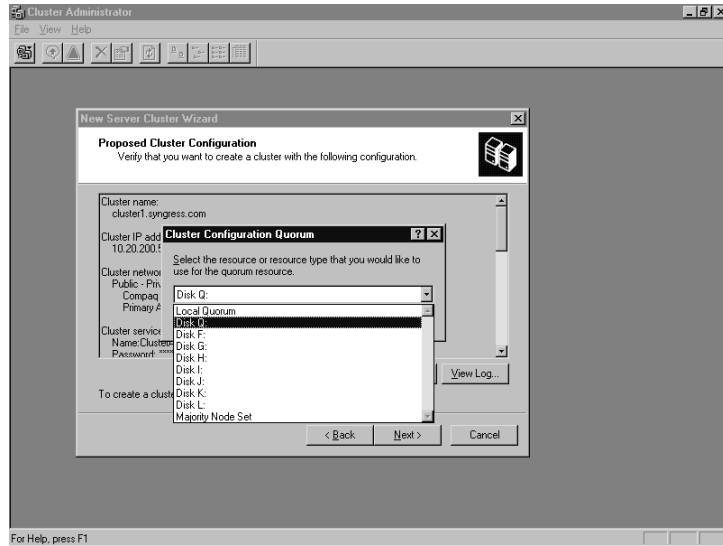 Cluster Administrator
File View Help
New Server Cluster Wizard
Proposed Cluster Configuration
Verify that you want to create a cluster with the following configuration.
Cluster name:
cluster1.syngress.com
Cluster IP add
10.20.200.
Cluster networ
Public - Priv
Compaq
Primary A
Cluster service
Name:Cluster
Password: ***
To create a cluste
Cluster Configuration Quorum
Select the resource or resource type that you would like to
use for the quorum resource.
Disk Q:
Local Quorum
Disk Q:
Disk F:
Disk G:
Disk H:
Disk I:
Disk J:
Disk K:
Disk L:
Majority Node Set
View Log...
< Back Next > Cancel
For Help, press F1